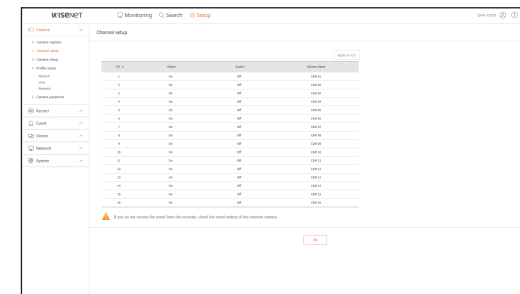 WISENET
Monitoring Search Setup
Camera
Camera register
Channel setup
Camera setup
Profile setup
Record
Live
Remote
Camera password
Record
Event
Device
Network
System
Channel setup
Apply to CH
CH Video Audio Camera Name
1 On Off CAM 01
2 On Off CAM 02
3 On Off CAM 03
4 On Off CAM 04
5 On Off CAM 05
6 On Off CAM 06
7 On Off CAM 07
8 On Off CAM 08
9 On Off CAM 09
10 On Off CAM 10
11 On Off CAM 11
12 On Off CAM 12
13 On Off CAM 13
14 On Off CAM 14
15 On Off CAM 15
16 On Off CAM 16
If you do not receive the event from the recorder, check the event setting of the network camera.
OK